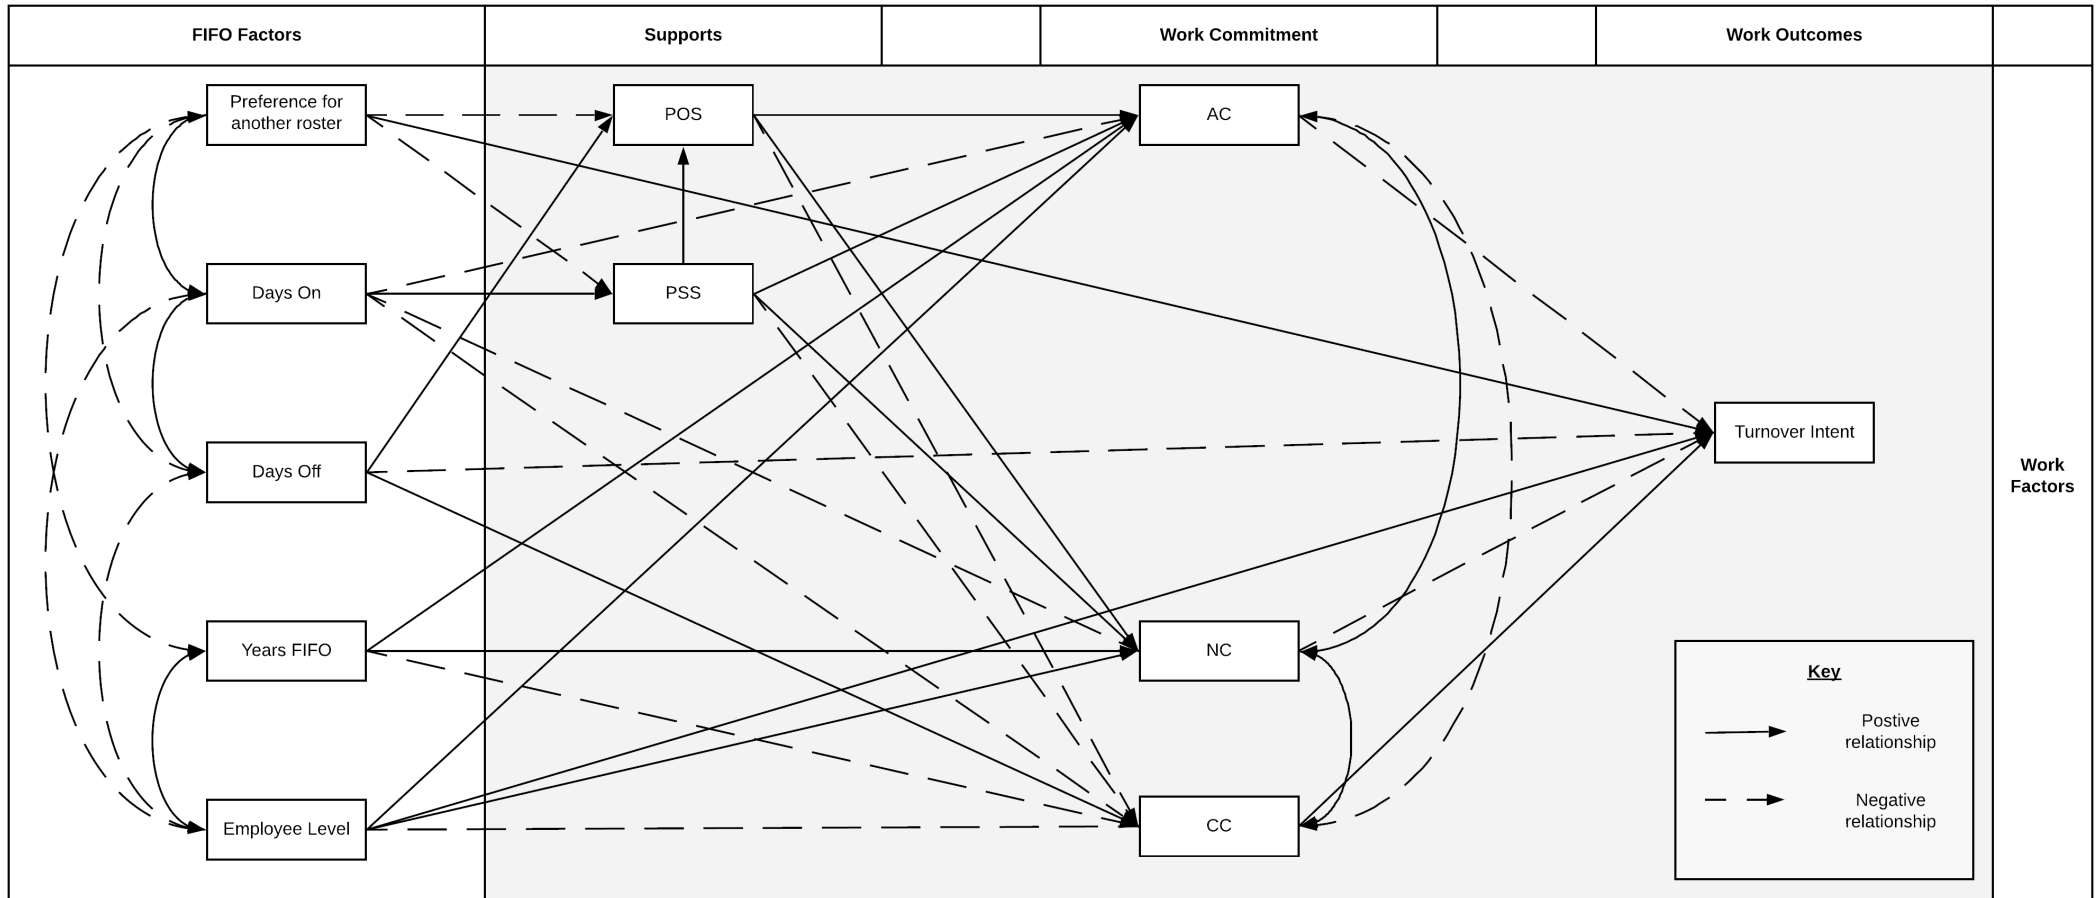 FIFO Factors
Supports
Work Commitment
Work Outcomes
Preference for
another roster
POS
AC
Days On
PSS
Turnover Intent
Days Off
Work
Factors
Years FIFO
NC
Key
Postive
relationship
Negative
relationship
Employee Level
CC